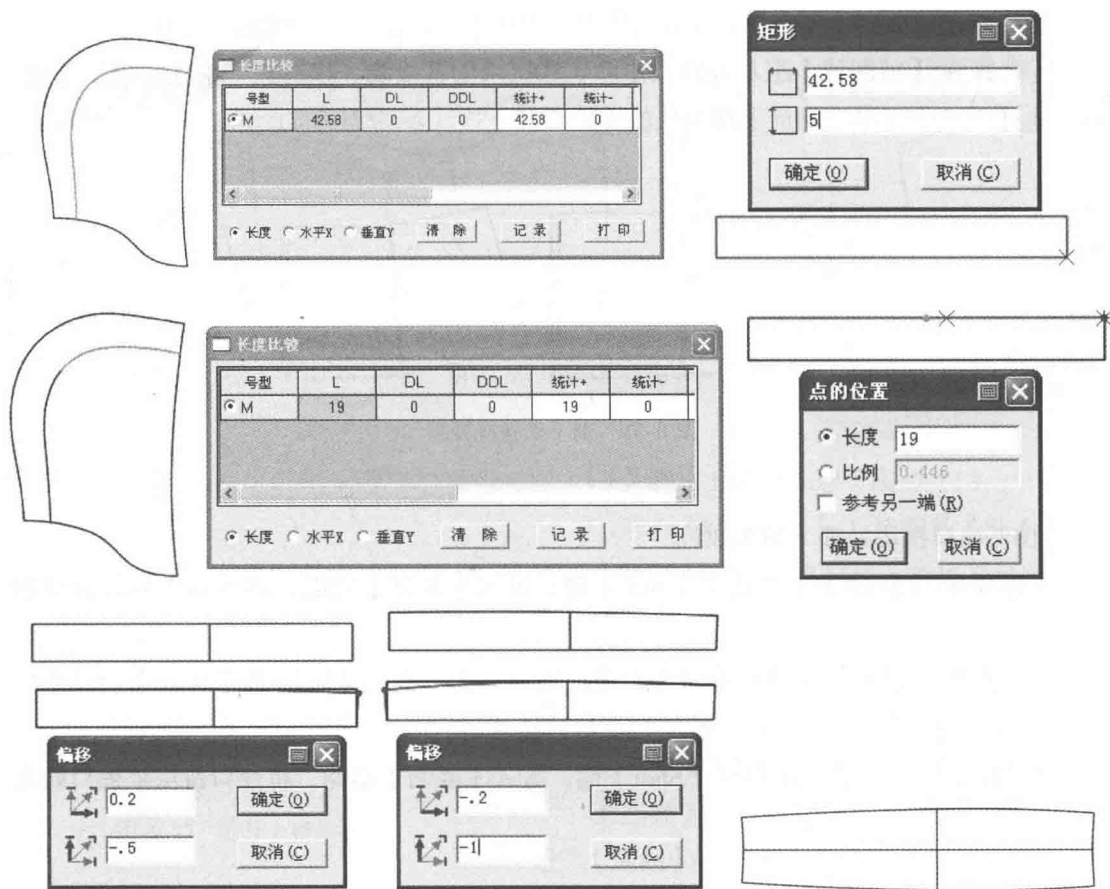 长度比较
号型 L DL DDL 统计+ 统计-
M 42.58 0 0 42.58 0
长度 水平X 垂直Y 清 除 记 录 打 印
矩形
42.58
5
确定(O) 取消(C)
长度比较
号型 L DL DDL 统计+ 统计-
M 19 0 0 19 0
长度 水平X 垂直Y 清 除 记 录 打 印
点的位置
长度 19
比例 0.446
参考另一端(R)
确定(O) 取消(C)
偏移
0.2 确定(O)
-.5 取消(C)
偏移
-.2 确定(O)
-1 取消(C)